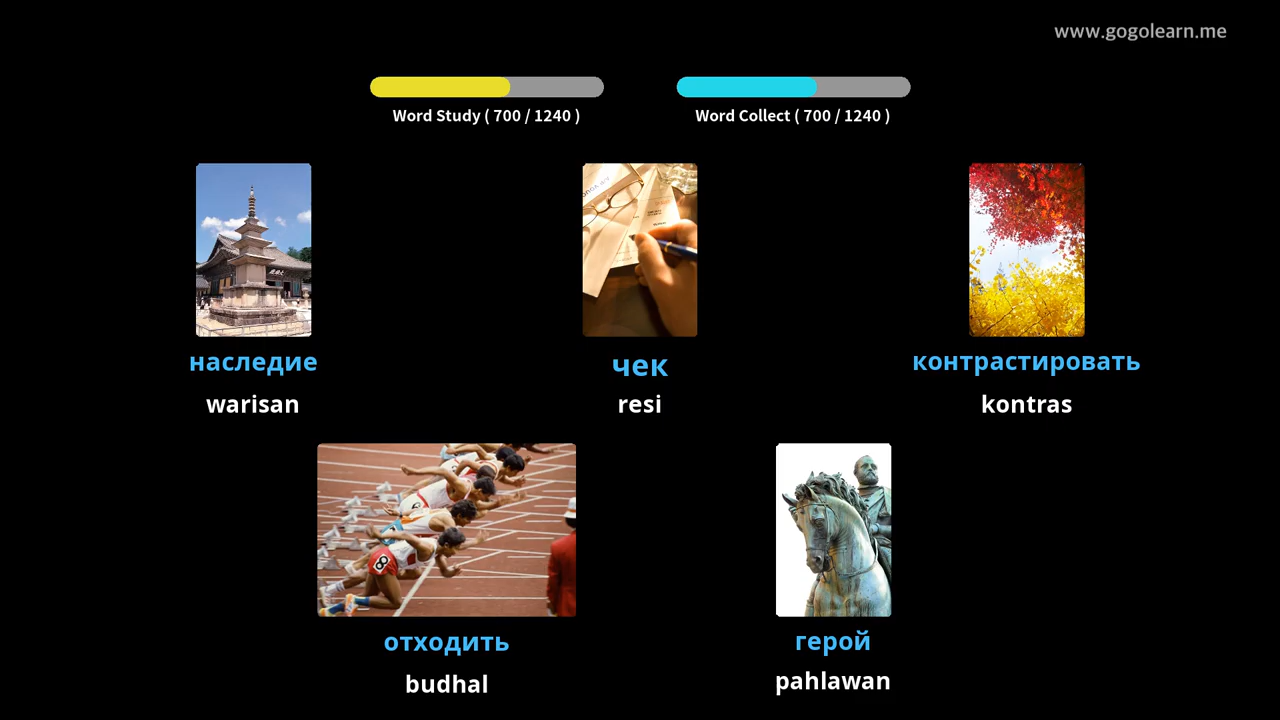 www.gogolearn.me
Word Study ( 700 / 1240 )
Word Collect ( 700 / 1240 )
наследие
warisan
чек
resi
контрастировать
kontras
отходить
budhal
герой
pahlawan